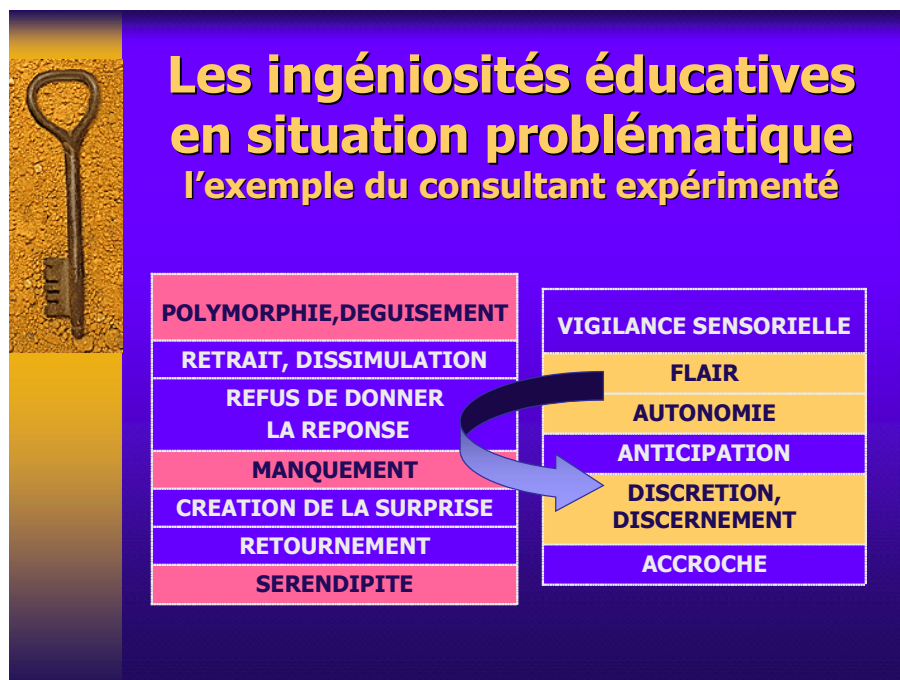 Les ingéniosités éducatives
en situation problématique
l'exemple du consultant expérimenté
POLYMORPHIE,DEGUISEMENT
RETRAIT, DISSIMULATION
REFUS DE DONNER
LA REPONSE
MANQUEMENT
CREATION DE LA SURPRISE
RETOURNEMENT
SERENDIPITE
VIGILANCE SENSORIELLE
FLAIR
AUTONOMIE
ANTICIPATION
DISCRETION,
DISCERNEMENT
ACCROCHE